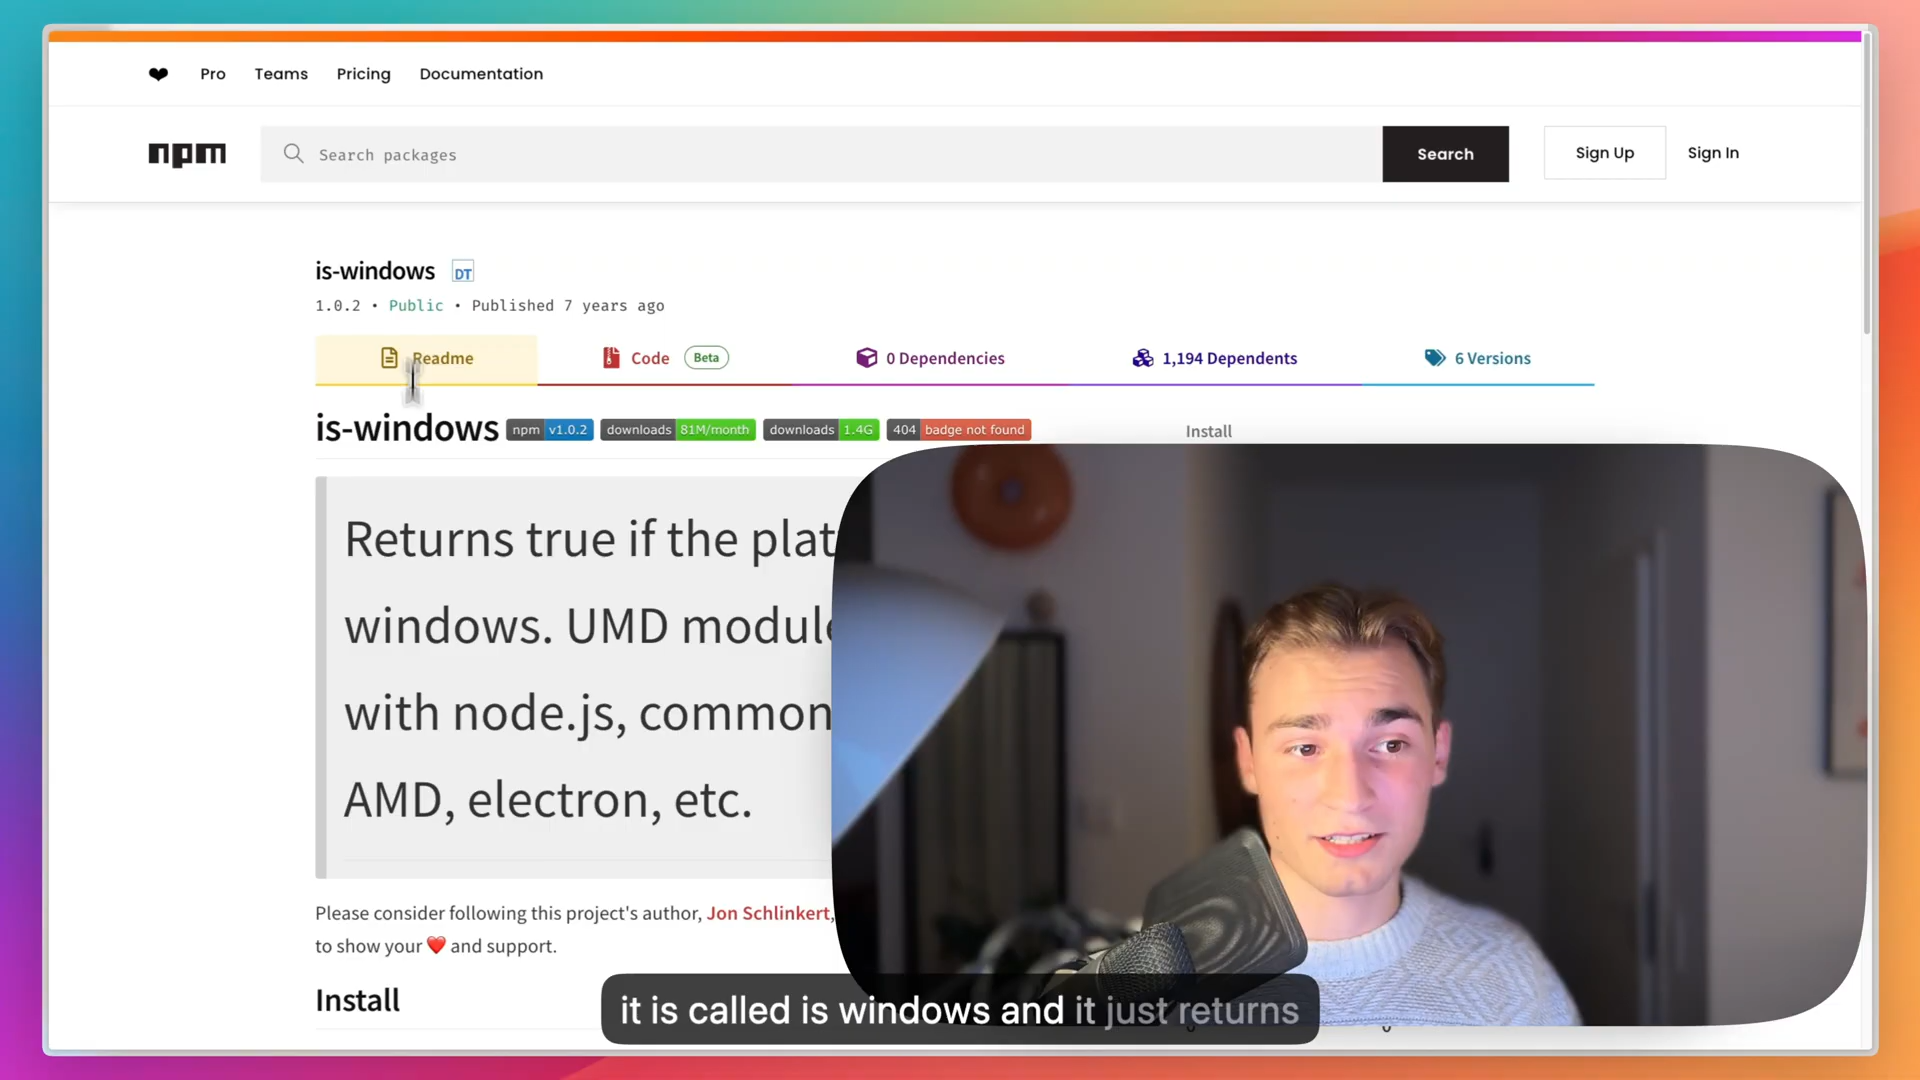 Pro Teams Pricing Documentation
npm Search packages Search Sign Up Sign In
is-windows DT
1.0.2 • Public • Published 7 years ago
Readme Code Beta 0 Dependencies 1,194 Dependents 6 Versions
is-windows npm v1.0.2 downloads 81M/month downloads 1.4G 404 badge not found
Install
Returns true if the plat
windows. UMD module
with node.js, common
AMD, electron, etc.
Please consider following this project's author, Jon Schlinkert,
to show your ❤️ and support.
Install
it is called is windows and it just returns